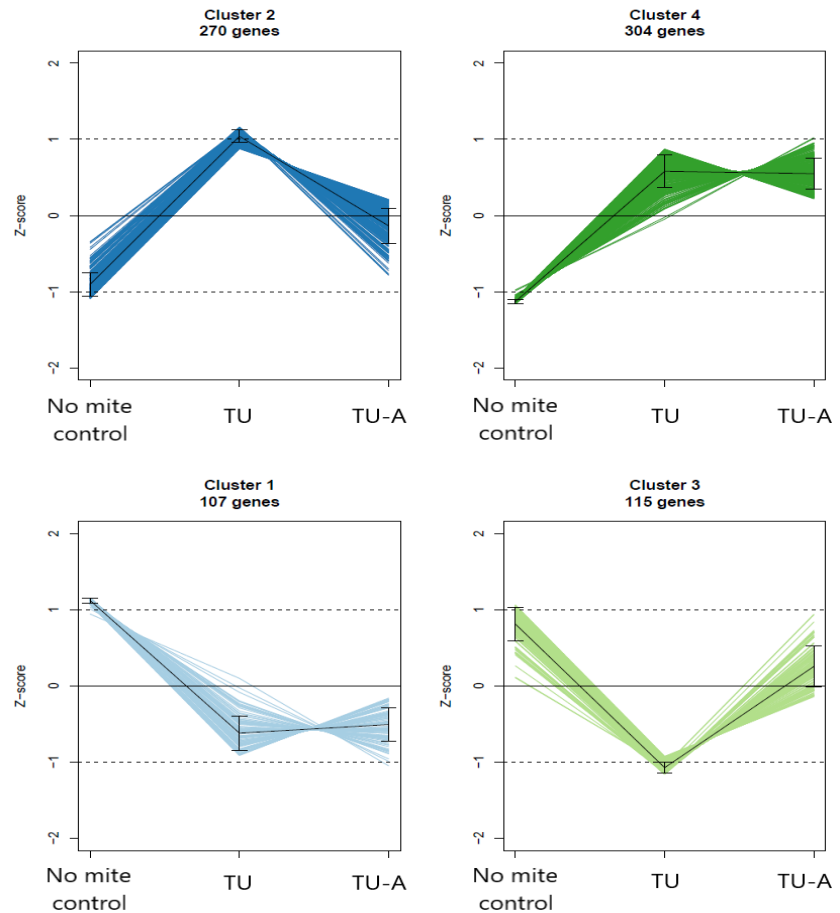 Cluster 2
270 genes
Z-score
2
1
0
-1
-2
No mite
control
TU
TU-A
Cluster 4
304 genes
Z-score
2
1
0
-1
-2
No mite
control
TU
TU-A
Cluster 1
107 genes
Z-score
2
1
0
-1
-2
No mite
control
TU
TU-A
Cluster 3
115 genes
Z-score
2
1
0
-1
-2
No mite
control
TU
TU-A